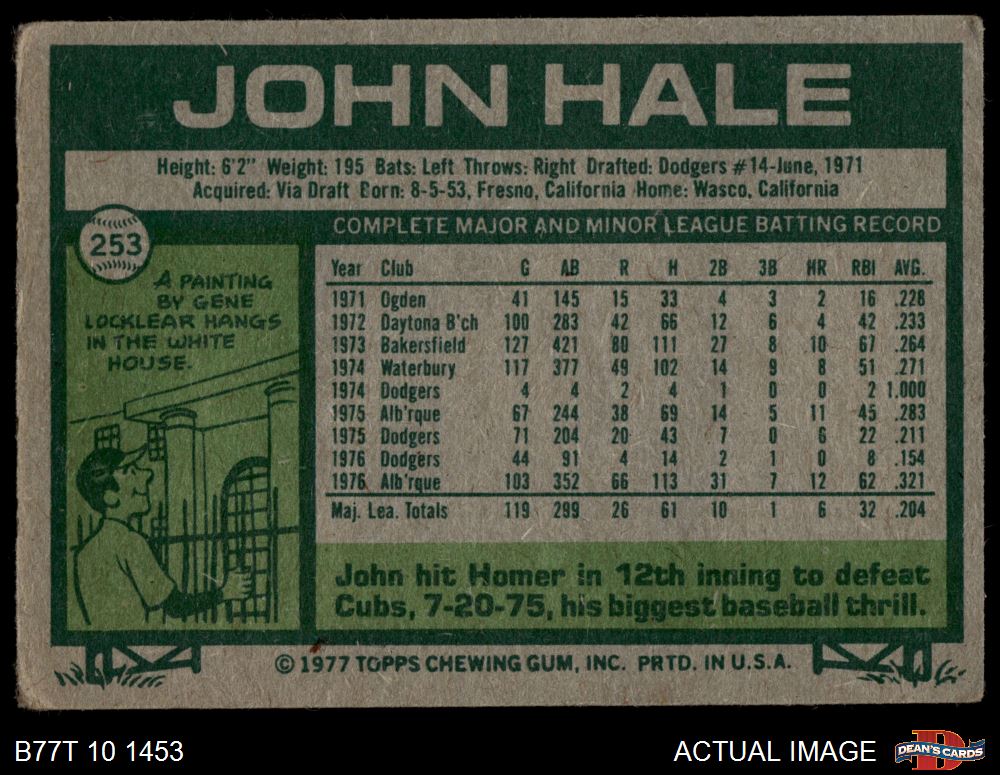 JOHN HALE
Height: 6'2" Weight: 195 Bats: Left Throws: Right Drafted: Dodgers #14-June, 1971
Acquired: Via Draft Born: 8-5-53, Fresno, California Home: Wasco, California
253
A PAINTING
BY GENE
LOCKLEAR HANGS
IN THE WHITE
HOUSE.
COMPLETE MAJOR AND MINOR LEAGUE BATTING RECORD
Year Club G AB R H 2B 3B HR RBI AVG.
1971 Ogden 41 145 15 33 4 3 2 16 .228
1972 Daytona B'ch 100 283 42 66 12 6 4 42 .233
1973 Bakersfield 127 421 80 111 27 8 10 67 .264
1974 Waterbury 117 377 49 102 14 9 8 51 .271
1974 Dodgers 4 4 2 4 1 0 0 2 1.000
1975 Alb'rque 67 244 38 69 14 5 11 45 .283
1975 Dodgers 71 204 20 43 7 0 6 22 .211
1976 Dodgers 44 91 4 14 2 1 0 8 .154
1976 Alb'rque 103 352 66 113 31 7 12 62 .321
Maj. Lea. Totals 119 299 26 61 10 1 6 32 .204
John hit Homer in 12th inning to defeat
Cubs, 7-20-75, his biggest baseball thrill.
© 1977 TOPPS CHEWING GUM, INC. PRTD. IN U.S.A.
B77T 10 1453
ACTUAL IMAGE
D
DEAN'S CARDS